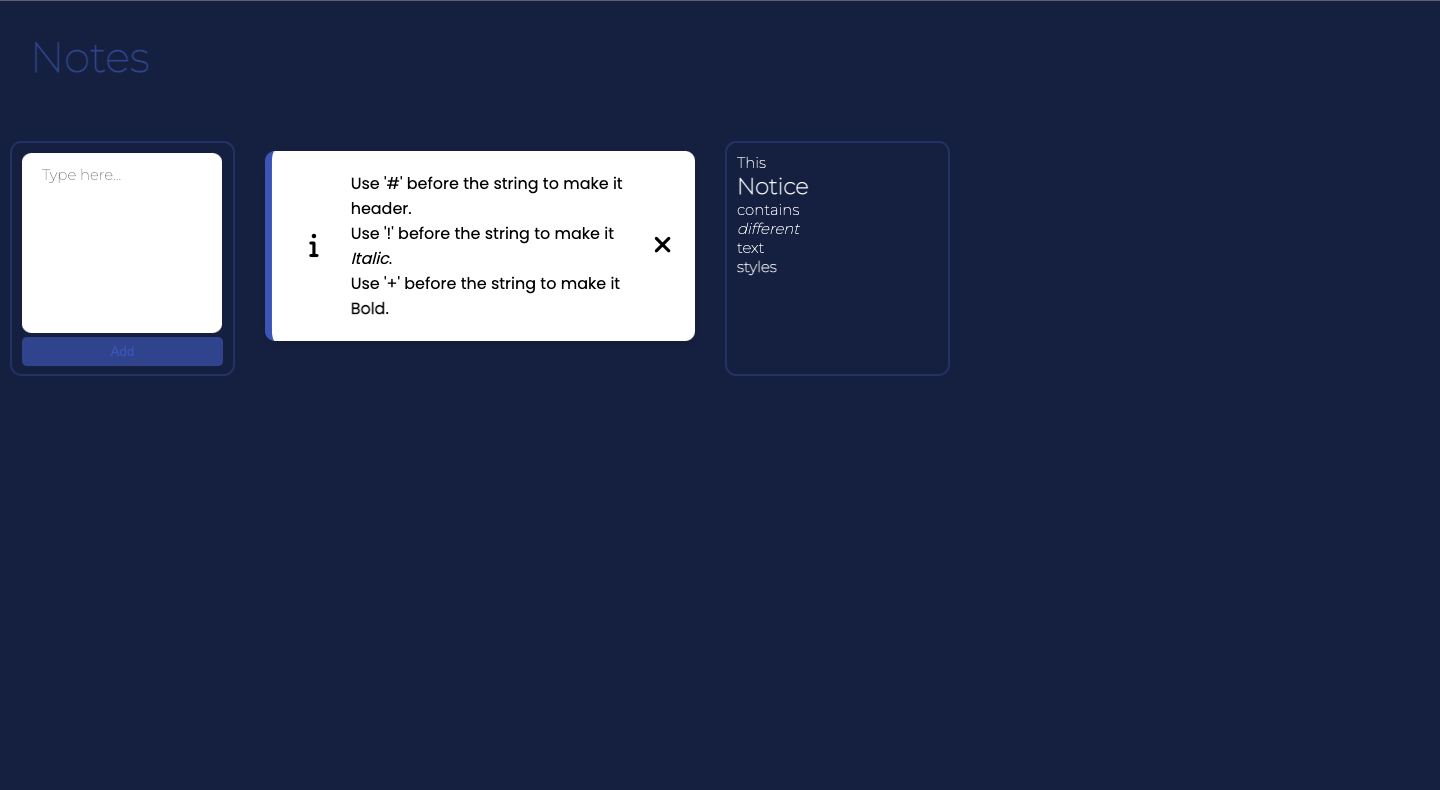 Notes
Type here...
Add
Use '#' before the string to make it
header.
Use '!' before the string to make it
Italic.
Use '+' before the string to make it
Bold.
This
Notice
contains
different
text
styles